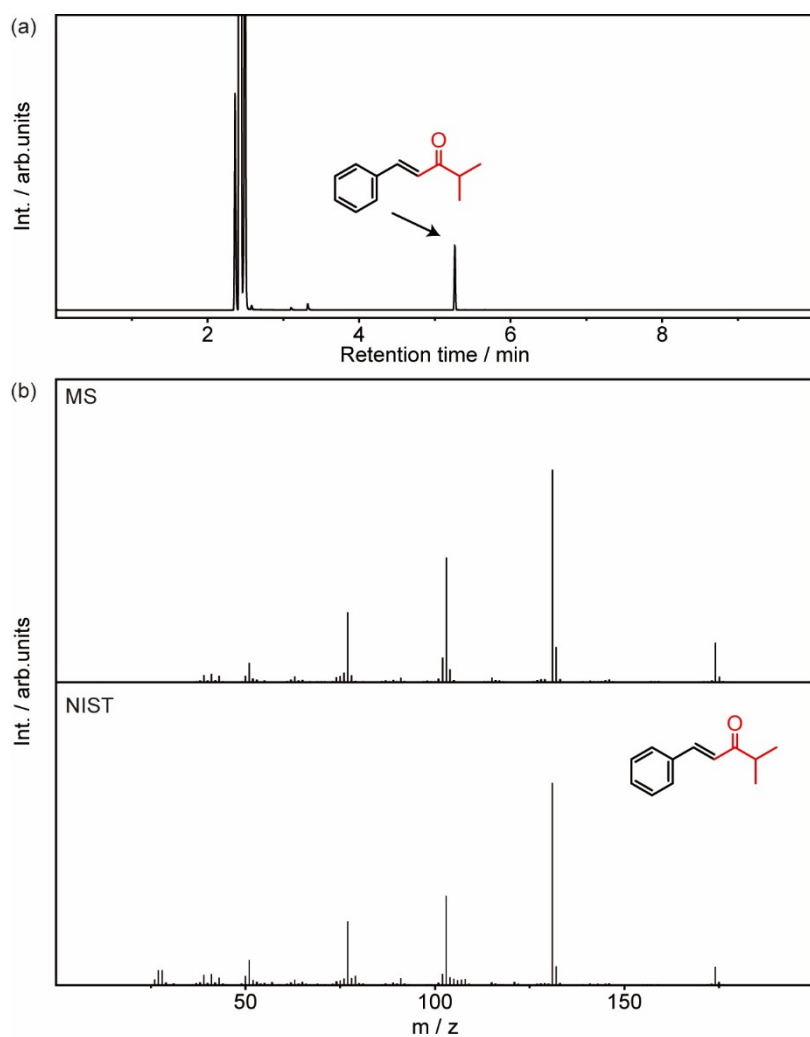 (a)
Int. / arb.units
O
2
4
6
8
Retention time / min
(b)
MS
Int. / arb.units
NIST
O
50
100
150
m / z